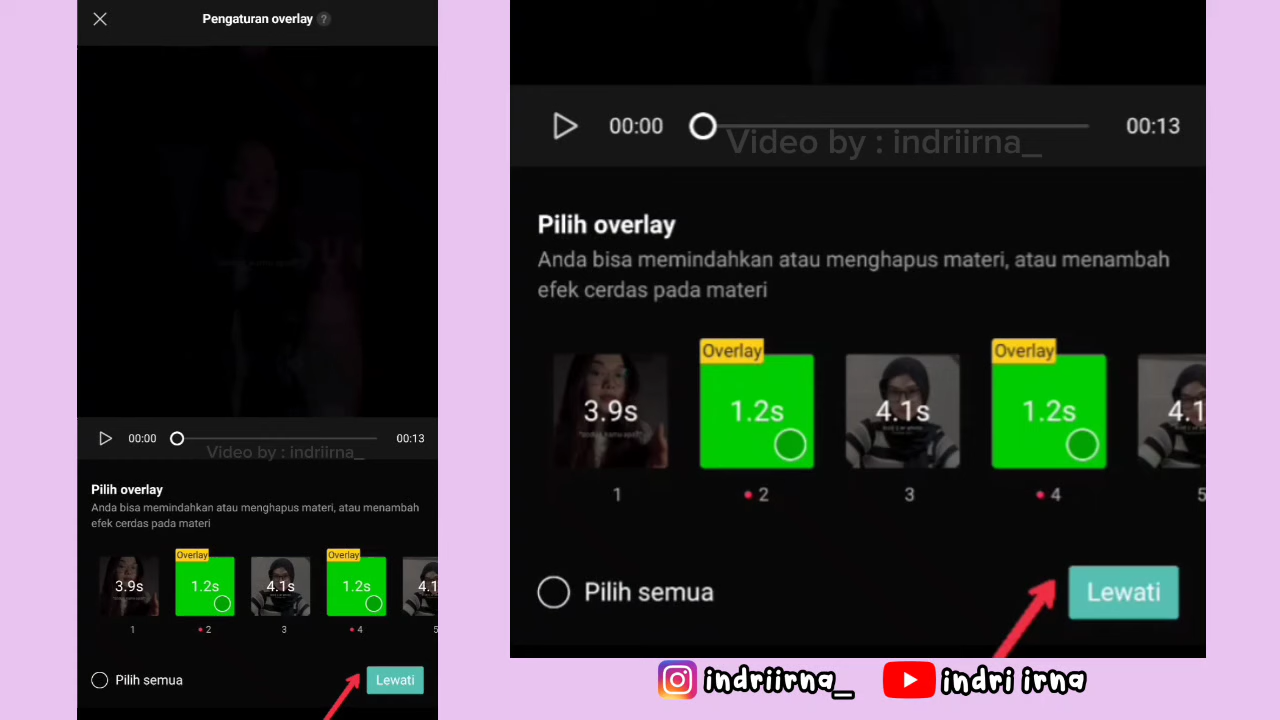 Pengaturan overlay ?
00:00
00:13
Video by : indriirna_
Pilih overlay
Anda bisa memindahkan atau menghapus materi, atau menambah
efek cerdas pada materi
Overlay
Overlay
3.9s
1.2s
4.1s
1.2s
4.1
1
2
3
4
5
Pilih semua
Lewati
00:00
00:13
Video by : indriirna_
Pilih overlay
Anda bisa memindahkan atau menghapus materi, atau menambah
efek cerdas pada materi
Overlay
Overlay
3.9s
1.2s
4.1s
1.2s
4.1
1
2
3
4
5
Pilih semua
Lewati
indriirna_
indri irna